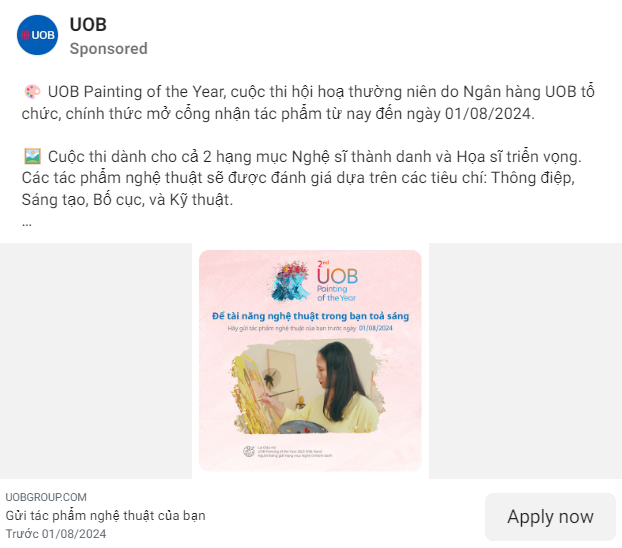 UOB
UOB
Sponsored
🎨 UOB Painting of the Year, cuộc thi hội hoạ thường niên do Ngân hàng UOB tổ
chức, chính thức mở cổng nhận tác phẩm từ nay đến ngày 01/08/2024.
🖼️ Cuộc thi dành cho cả 2 hạng mục Nghệ sĩ thành danh và Họa sĩ triển vọng.
Các tác phẩm nghệ thuật sẽ được đánh giá dựa trên các tiêu chí: Thông điệp,
Sáng tạo, Bố cục, và Kỹ thuật.
...
2nd
UOB
Painting
of the Year
Để tài năng nghệ thuật trong bạn toả sáng
Hãy gửi tác phẩm nghệ thuật của bạn trước ngày 01/08/2024
UOBGROUP.COM
Gửi tác phẩm nghệ thuật của bạn
Trước 01/08/2024
Apply now